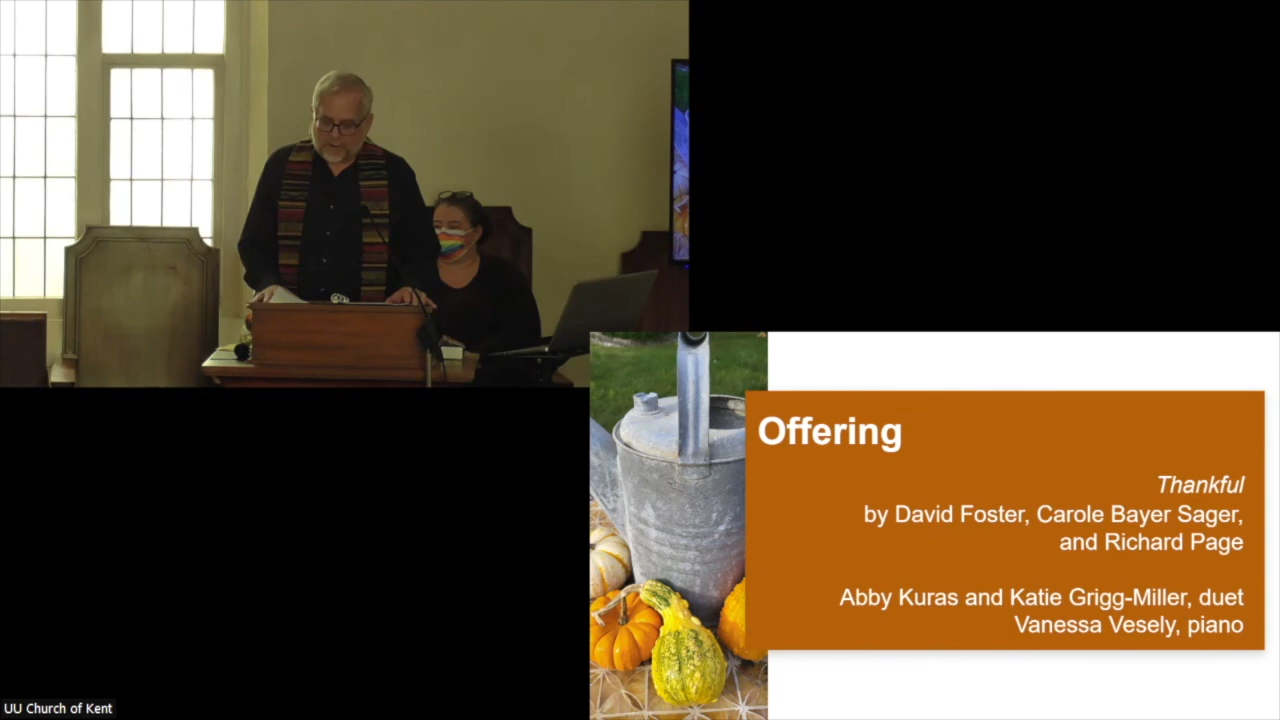 Offering
Thankful
by David Foster, Carole Bayer Sager,
and Richard Page
Abby Kuras and Katie Grigg-Miller, duet
Vanessa Vesely, piano
UU Church of Kent